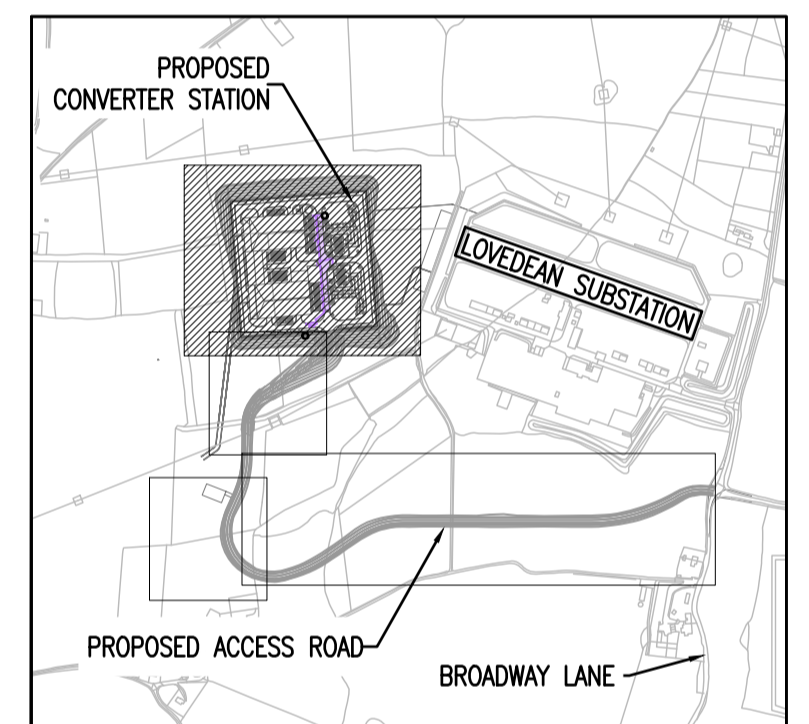 PROPOSED
CONVERTER STATION
LOVEDEAN SUBSTATION
PROPOSED ACCESS ROAD
BROADWAY LANE